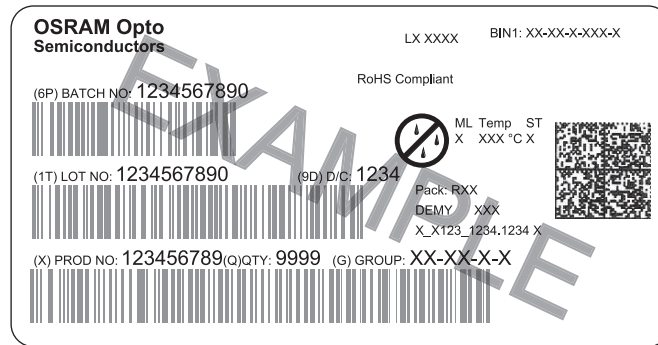 OSRAM Opto
Semiconductors
LX XXXX
BIN1: XX-XX-X-XXX-X
RoHS Compliant
(6P) BATCH NO: 1234567890
ML Temp ST
X XXX °C X
(1T) LOT NO: 1234567890 (9D) D/C: 1234
Pack: RXX
DEMY XXX
X_X123_1234.1234 X
(X) PROD NO: 123456789(Q)QTY: 9999 (G) GROUP: XX-XX-X-X
EXAMPLE